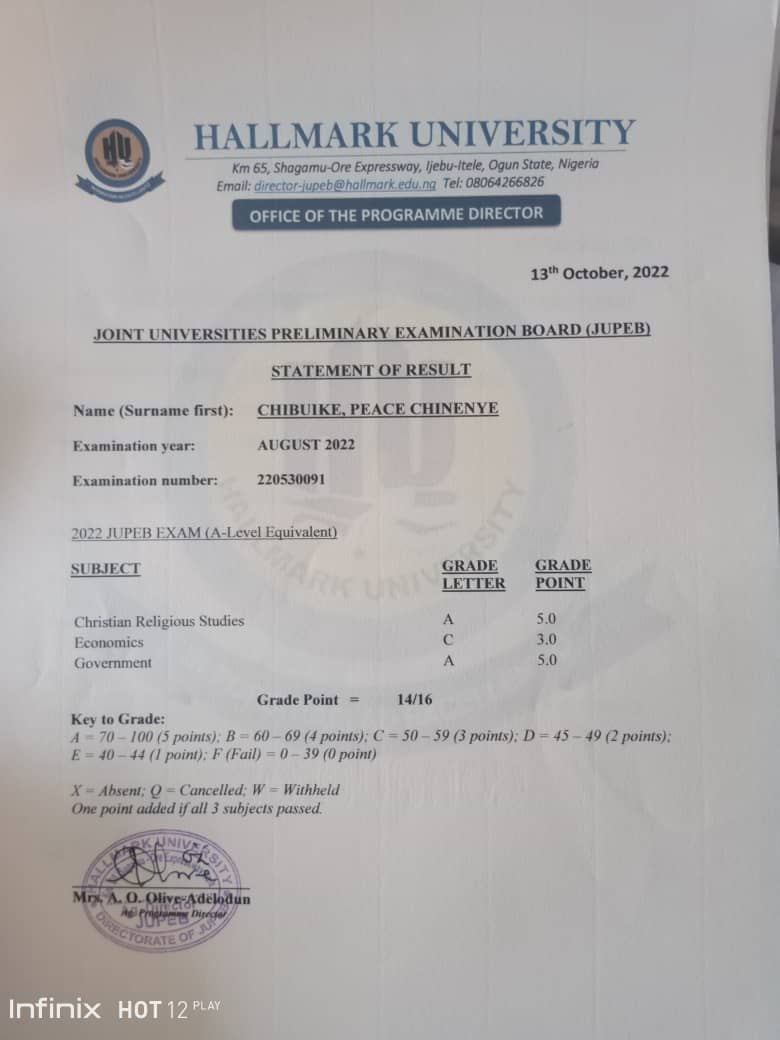 HU
HALLMARK UNIVERSITY
Km 65, Shagamu-Ore Expressway, Ijebu-Itele, Ogun State, Nigeria
Email: director-jupeb@hallmark.edu.ng Tel: 08064266826
OFFICE OF THE PROGRAMME DIRECTOR
13th October, 2022
JOINT UNIVERSITIES PRELIMINARY EXAMINATION BOARD (JUPEB)
STATEMENT OF RESULT
Name (Surname first): CHIBUIKE, PEACE CHINENYE
Examination year: AUGUST 2022
Examination number: 220530091
2022 JUPEB EXAM (A-Level Equivalent)
SUBJECT GRADE LETTER GRADE POINT
Christian Religious Studies A 5.0
Economics C 3.0
Government A 5.0
Grade Point = 14/16
Key to Grade:
A = 70 – 100 (5 points); B = 60 – 69 (4 points); C = 50 – 59 (3 points); D = 45 – 49 (2 points);
E = 40 – 44 (1 point); F (Fail) = 0 – 39 (0 point)
X = Absent; Q = Cancelled; W = Withheld
One point added if all 3 subjects passed.
HALLMARK UNIVERSITY
Mrs. A. O. Olive-Adelodun
Ag Programme Director
JUPEB
DIRECTORATE OF JUPEB
HALLMARK UNIVERSITY
Infinix HOT 12 PLAY